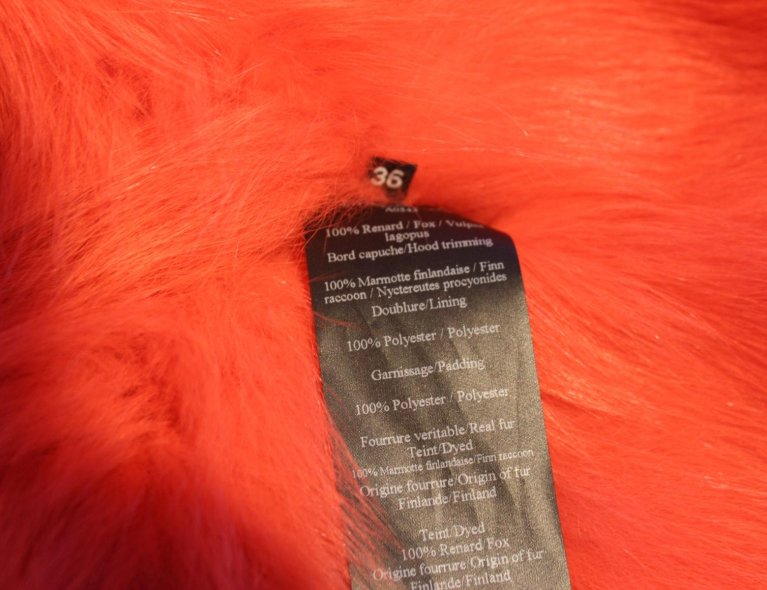 36
100% Renard / Fox / Vulpes
lagopus
Bord capuche/Hood trimming
100% Marmotte finlandaise / Finn
raccoon / Nyctereutes procyonides
Doublure/Lining
100% Polyester / Polyester
Garnissage/Padding
100% Polyester / Polyester
Fourrure veritable/Real fur
Teint/Dyed
100% Marmotte finlandaise/Finn raccoon
Origine fourrure/Origin of fur
Finlande/Finland
Teint/Dyed
100% Renard/Fox
Origine fourrure/Origin of fur
Finlande/Finland